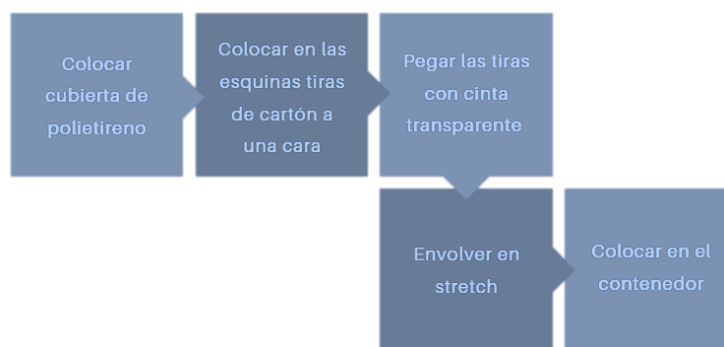 Colocar
cubierta de
polietireno
Colocar en las
esquinas tiras
de cartón a
una cara
Pegar las tiras
con cinta
transparente
Envolver en
stretch
Colocar en el
contenedor